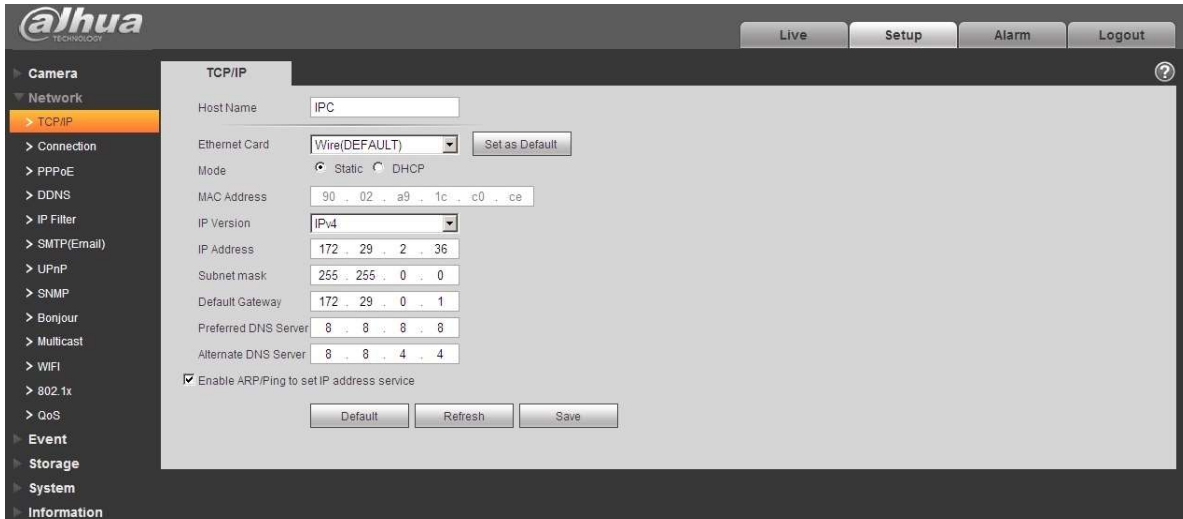 alhua
TECHNOLOGY
Live Setup Alarm Logout
Camera
Network
> TCP/IP
> Connection
> PPPoE
> DDNS
> IP Filter
> SMTP(Email)
> UPnP
> SNMP
> Bonjour
> Multicast
> WIFI
> 802.1x
> QoS
Event
Storage
System
Information
TCP/IP
?
Host Name IPC
Ethernet Card Wire(DEFAULT) Set as Default
Mode Static DHCP
MAC Address 90 . 02 . a9 . 1c . c0 . ce
IP Version IPv4
IP Address 172 . 29 . 2 . 36
Subnet mask 255 . 255 . 0 . 0
Default Gateway 172 . 29 . 0 . 1
Preferred DNS Server 8 . 8 . 8 . 8
Alternate DNS Server 8 . 8 . 4 . 4
Enable ARP/Ping to set IP address service
Default Refresh Save